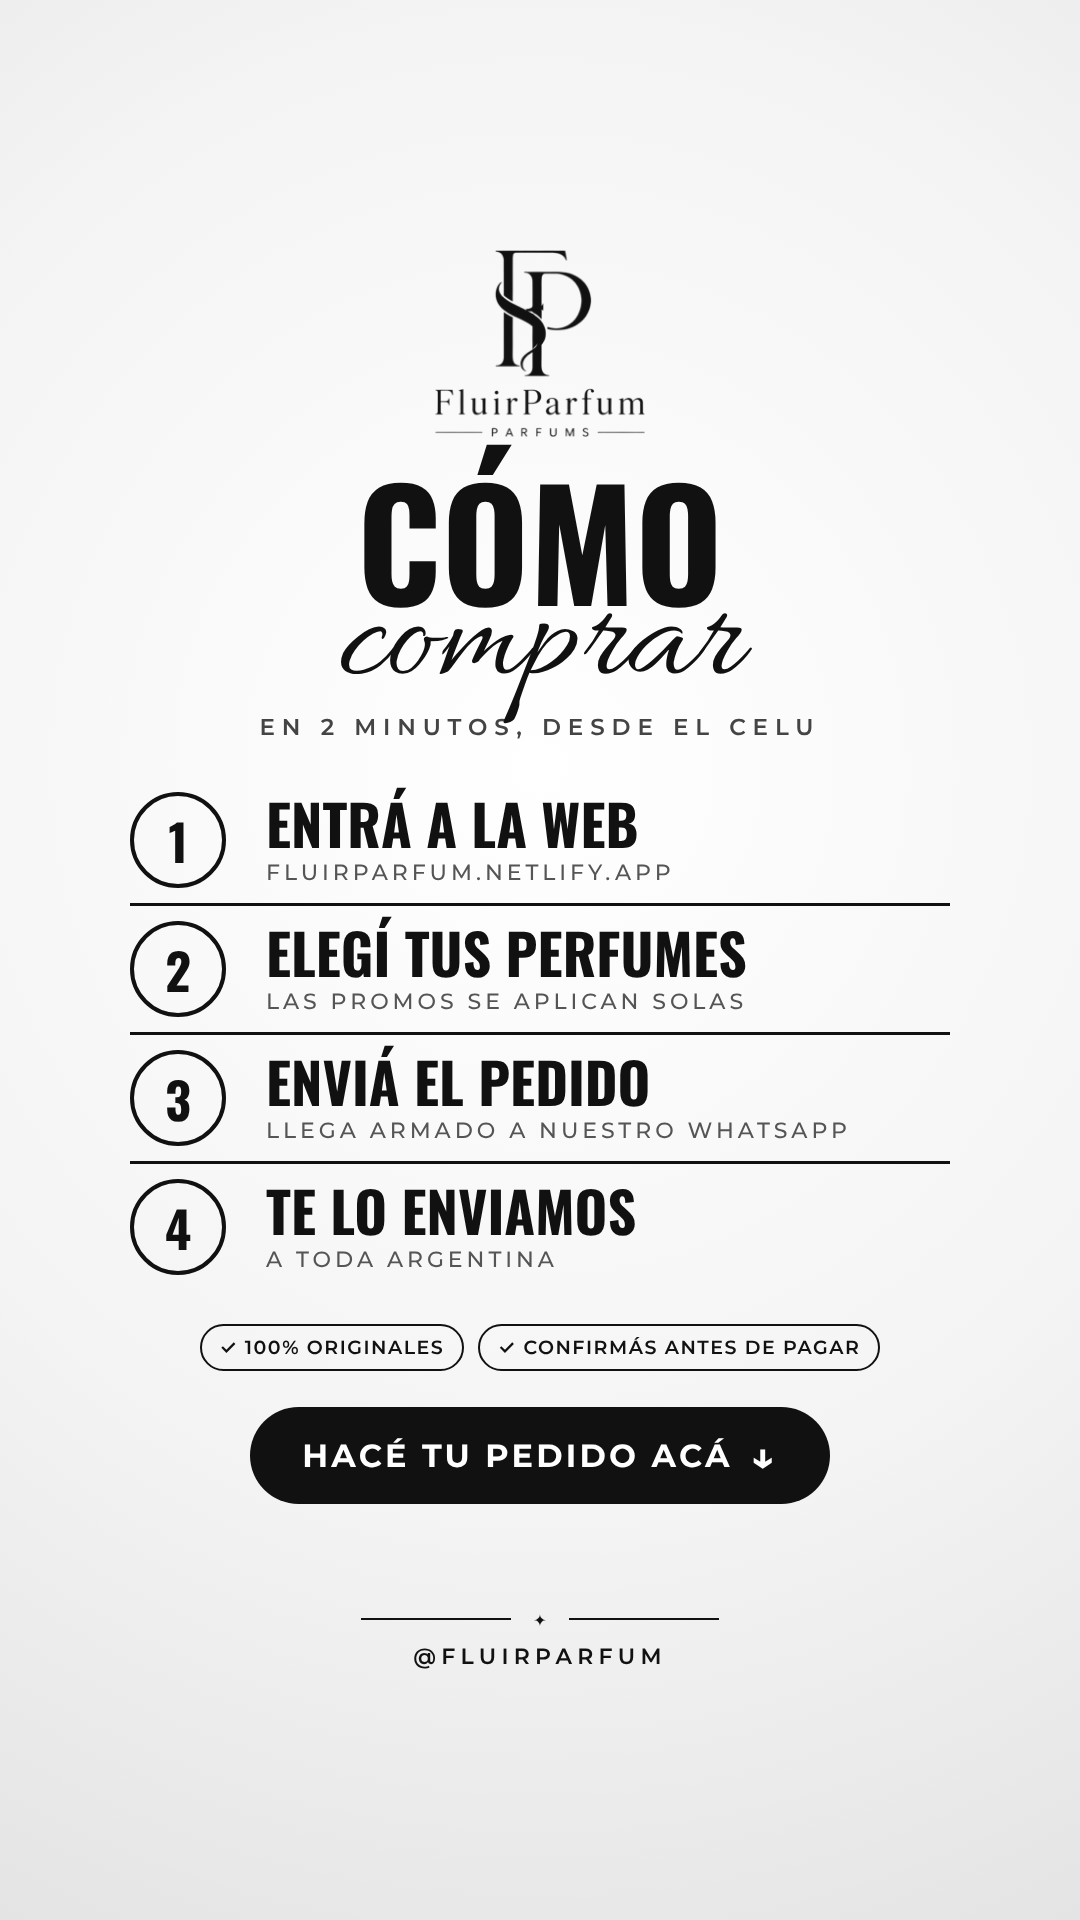 FP
FluirParfum
PARFUMS
CÓMO
comprar
EN 2 MINUTOS, DESDE EL CELU
1
ENTRÁ A LA WEB
FLUIRPARFUM.NETLIFY.APP
2
ELEGÍ TUS PERFUMES
LAS PROMOS SE APLICAN SOLAS
3
ENVIÁ EL PEDIDO
LLEGA ARMADO A NUESTRO WHATSAPP
4
TE LO ENVIAMOS
A TODA ARGENTINA
✓ 100% ORIGINALES ✓ CONFIRMÁS ANTES DE PAGAR
HACÉ TU PEDIDO ACÁ ↓
@FLUIRPARFUM